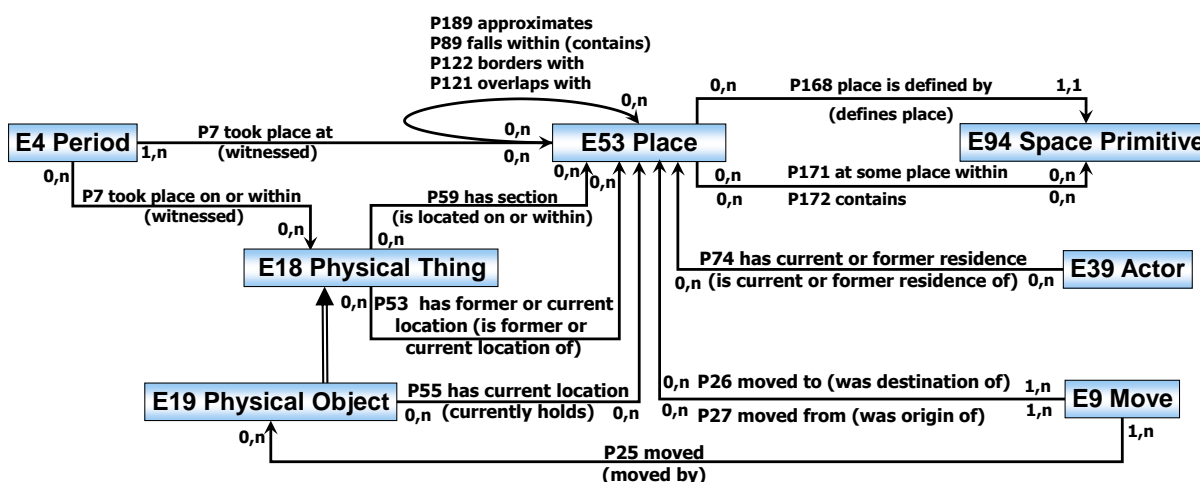 P189 approximates
P89 falls within (contains)
P122 borders with
P121 overlaps with
0,n
0,n P168 place is defined by 1,1
(defines place)
E4 Period
P7 took place at
1,n (witnessed)
0,n
0,n
E53 Place
E94 Space Primitive
0,n
P7 took place on or within
(witnessed)
0,n
0,n 0,n
P59 has section
(is located on or within)
0,n
0,n P171 at some place within 0,n
0,n P172 contains 0,n
E18 Physical Thing
P74 has current or former residence
0,n (is current or former residence of) 0,n
E39 Actor
0,n P53 has former or current
location (is former or
current location of)
E19 Physical Object
P55 has current location
0,n (currently holds) 0,n
0,n P26 moved to (was destination of) 1,n
0,n P27 moved from (was origin of) 1,n
E9 Move
0,n
1,n
P25 moved
(moved by)